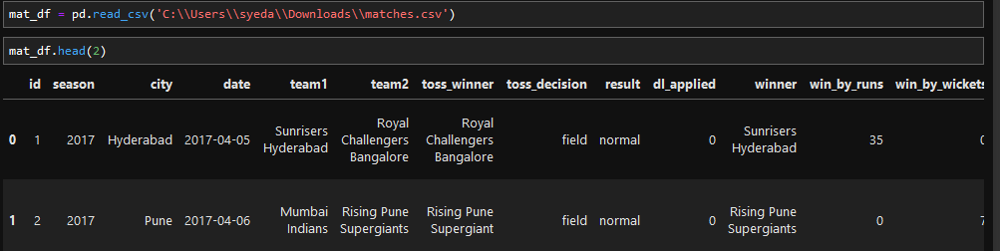 mat_df = pd.read_csv('C:\\Users\\syeda\\Downloads\\matches.csv')
mat_df.head(2)
id season city date team1 team2 toss_winner toss_decision result dl_applied winner win_by_runs win_by_wickets
0 1 2017 Hyderabad 2017-04-05 Sunrisers Hyderabad Royal Challengers Bangalore Royal Challengers Bangalore field normal 0 Sunrisers Hyderabad 35 0
1 2 2017 Pune 2017-04-06 Mumbai Indians Rising Pune Supergiants Rising Pune Supergiant field normal 0 Rising Pune Supergiants 0 7